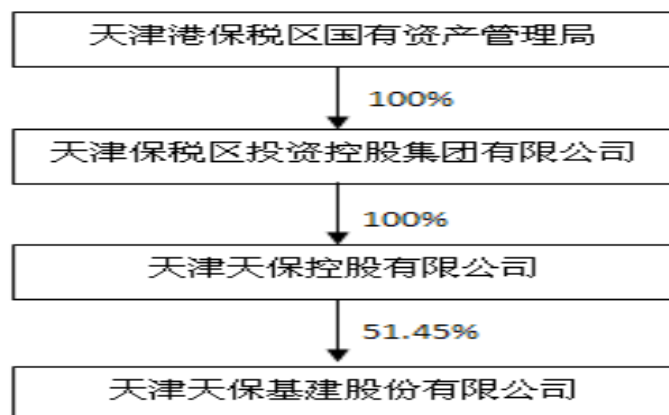 天津港保税区国有资产管理局
100%
天津保税区投资控股集团有限公司
100%
天津天保控股有限公司
51.45%
天津天保基建股份有限公司